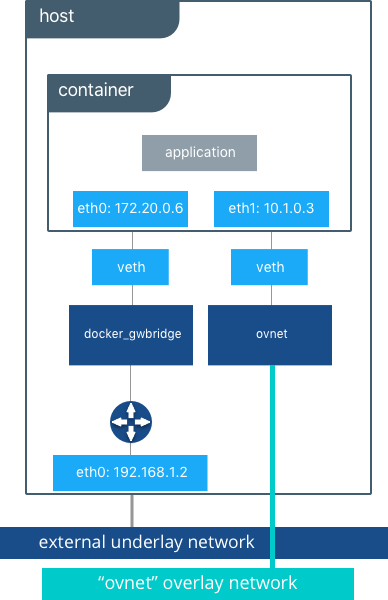 host
container
application
eth0: 172.20.0.6
eth1: 10.1.0.3
veth
veth
docker_gwbridge
ovnet
eth0: 192.168.1.2
external underlay network
“ovnet” overlay network